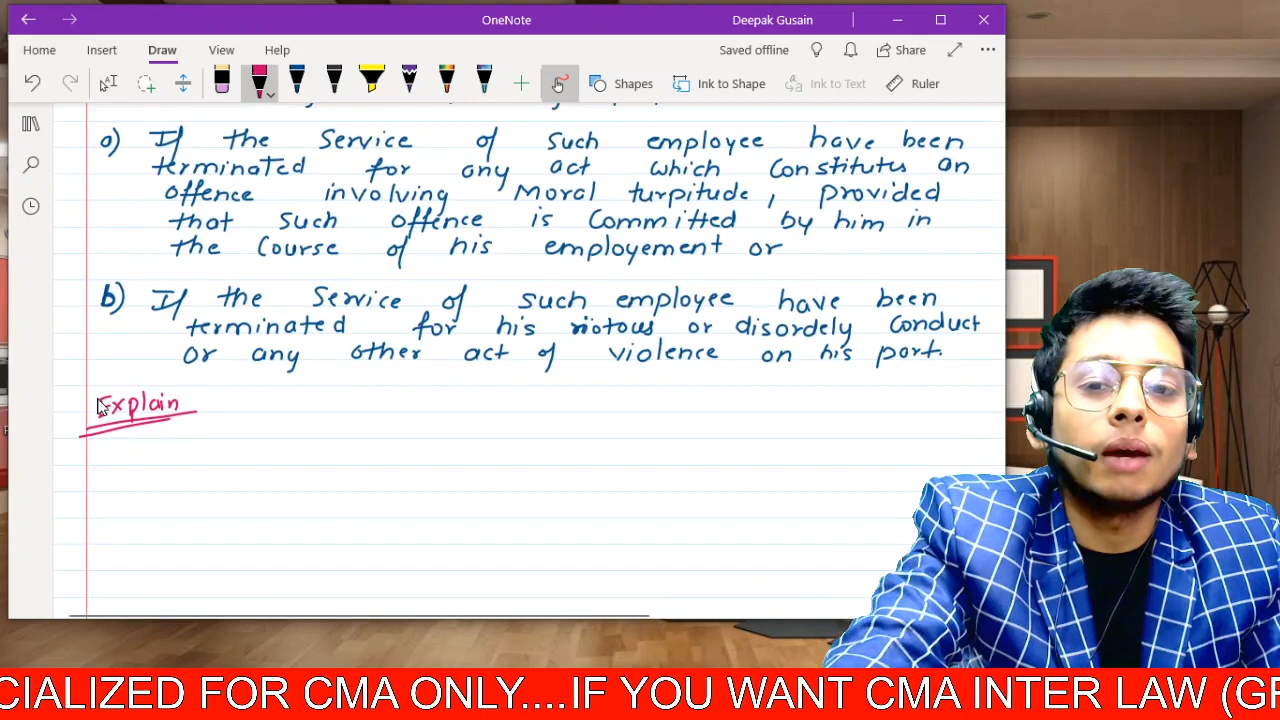 OneNote
Deepak Gusain
Home Insert Draw View Help
Saved offline
Share
Shapes
Ink to Shape
Ink to Text
Ruler
a) If the Service of such employee have been
terminated for any act which Constitutes an
offence involving Moral turpitude, provided
that such offence is Committed by him in
the Course of his employement or
b) If the Service of such employee have been
terminated for his riotous or disordely Conduct
or any other act of violence on his part.
Explain
CIALIZED FOR CMA ONLY....IF YOU WANT CMA INTER LAW (GR